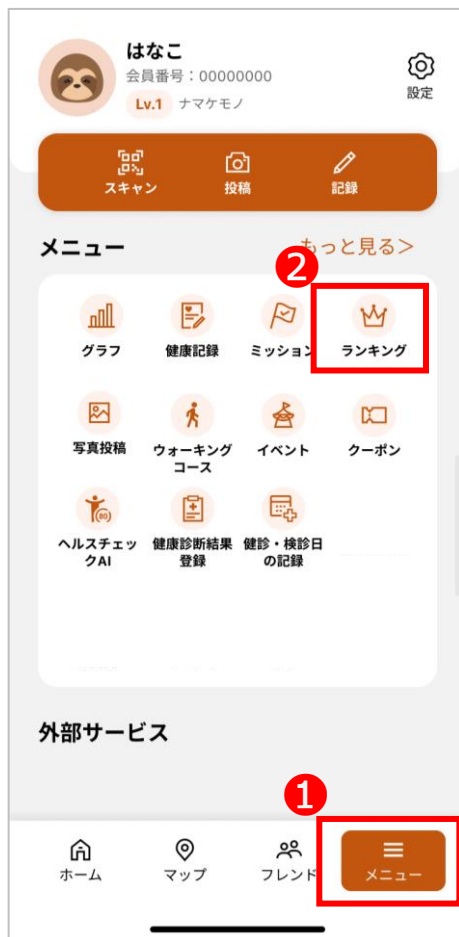 はなこ
会員番号：00000000
Lv.1 ナマケモノ
設定
スキャン 投稿 記録
メニュー もっと見る＞
2
グラフ 健康記録 ミッション ランキング
写真投稿 ウォーキング イベント クーポン
コース
ヘルスチェッ 健康診断結果 健診・検診日
クAI 登録 の記録
外部サービス
1
ホーム マップ フレンド メニュー